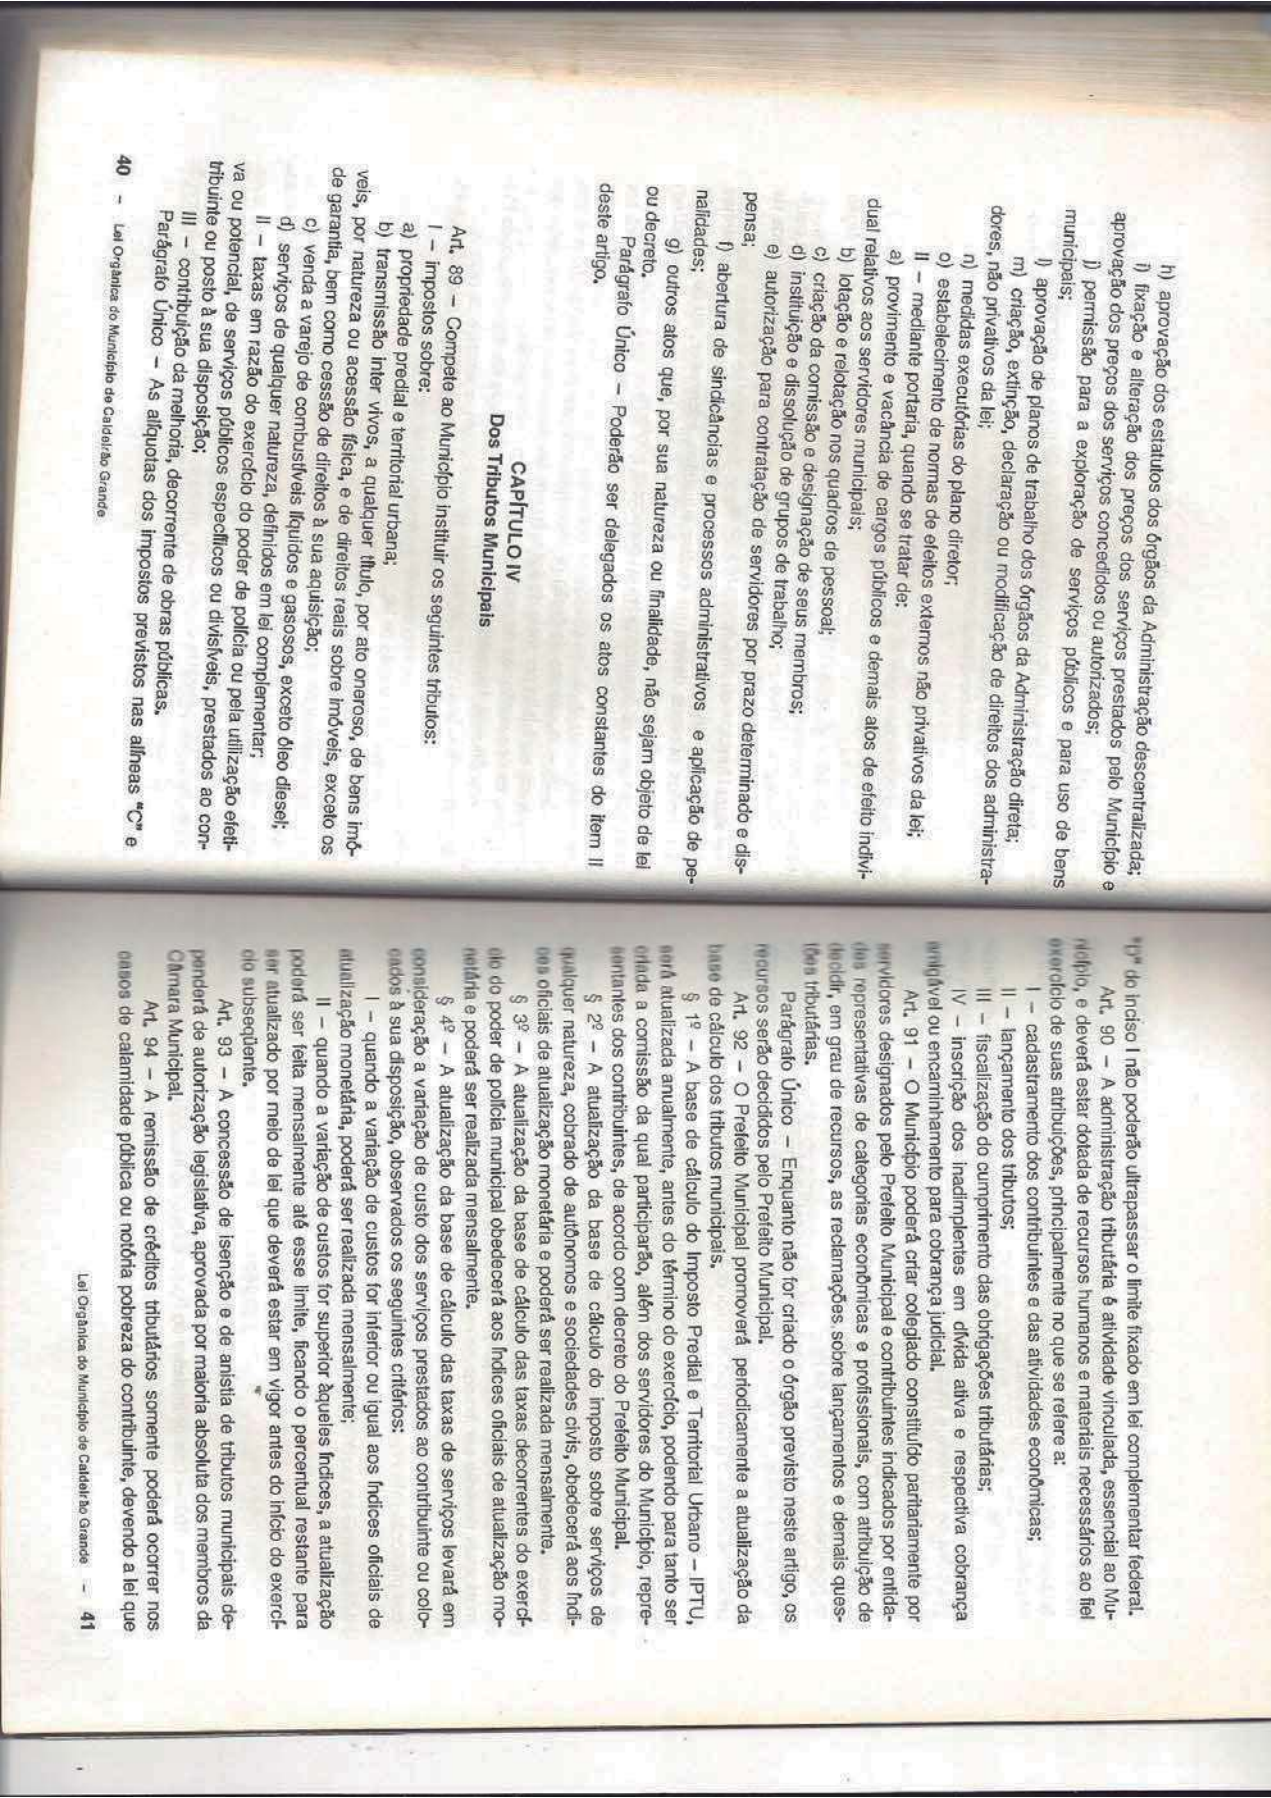 h) aprovação dos estatutos dos órgãos da Administração descentralizada;
i) fixação e alteração dos preços dos serviços prestados pelo Município e
aprovação dos preços dos serviços concedidos ou autorizados;
j) permissão para a exploração de serviços públicos e para uso de bens
municipais;
l) aprovação de planos de trabalho dos órgãos da Administração direta;
m) criação, extinção, declaração ou modificação de direitos dos administra-
dores, não privativos da lei;
n) medidas executórias do plano diretor;
o) estabelecimento de normas de efeitos externos não privativos da lei;
II – mediante portaria, quando se tratar de:
a) provimento e vacância de cargos públicos e demais atos de efeito indivi-
dual relativos aos servidores municipais;
b) lotação e relotação nos quadros de pessoal;
c) criação da comissão e designação de seus membros;
d) instituição e dissolução de grupos de trabalho;
e) autorização para contratação de servidores por prazo determinado e dis-
pensa;
f) abertura de sindicâncias e processos administrativos e aplicação de pe-
nalidades;
g) outros atos que, por sua natureza ou finalidade, não sejam objeto de lei
ou decreto.
Parágrafo Único – Poderão ser delegados os atos constantes do item II
deste artigo.
CAPÍTULO IV
Dos Tributos Municipais
Art. 89 – Compete ao Município instituir os seguintes tributos:
I – impostos sobre:
a) propriedade predial e territorial urbana;
b) transmissão inter vivos, a qualquer título, por ato oneroso, de bens imó-
veis, por natureza ou acessão física, e de direitos reais sobre imóveis, exceto os
de garantia, bem como cessão de direitos à sua aquisição;
c) venda a varejo de combustíveis líquidos e gasosos, exceto óleo diesel;
d) serviços de qualquer natureza, definidos em lei complementar;
II – taxas em razão do exercício do poder de polícia ou pela utilização efeti-
va ou potencial, de serviços públicos específicos ou divisíveis, prestados ao con-
tribuinte ou posto à sua disposição;
III – contribuição da melhoria, decorrente de obras públicas.
Parágrafo Único – As alíquotas dos impostos previstos nas alíneas "C" e
40 – Lei Orgânica do Município de Caldeirão Grande
"D" do inciso I não poderão ultrapassar o limite fixado em lei complementar federal.
Art. 90 – A administração tributária é atividade vinculada, essencial ao Mu-
nicípio, e deverá estar dotada de recursos humanos e materiais necessários ao fiel
exercício de suas atribuições, principalmente no que se refere a:
I – cadastramento dos contribuintes e das atividades econômicas;
II – lançamento dos tributos;
III – fiscalização do cumprimento das obrigações tributárias;
IV – inscrição dos inadimplentes em dívida ativa e respectiva cobrança
amigável ou encaminhamento para cobrança judicial.
Art. 91 – O Município poderá criar colegiado constituído paritariamente por
servidores designados pelo Prefeito Municipal e contribuintes indicados por entida-
des representativas de categorias econômicas e profissionais, com atribuição de
decidir, em grau de recursos, as reclamações sobre lançamentos e demais ques-
tões tributárias.
Parágrafo Único – Enquanto não for criado o órgão previsto neste artigo, os
recursos serão decididos pelo Prefeito Municipal.
Art. 92 – O Prefeito Municipal promoverá periodicamente a atualização da
base de cálculo dos tributos municipais.
§ 1º – A base de cálculo do Imposto Predial e Territorial Urbano – IPTU,
será atualizada anualmente, antes do término do exercício, podendo para tanto ser
criada a comissão da qual participarão, além dos servidores do Município, repre-
sentantes dos contribuintes, de acordo com decreto do Prefeito Municipal.
§ 2º – A atualização da base de cálculo do imposto sobre serviços de
qualquer natureza, cobrado de autônomos e sociedades civis, obedecerá aos índi-
ces oficiais de atualização monetária e poderá ser realizada mensalmente.
§ 3º – A atualização da base de cálculo das taxas decorrentes do exercí-
cio do poder de polícia municipal obedecerá aos índices oficiais de atualização mo-
netária e poderá ser realizada mensalmente.
§ 4º – A atualização da base de cálculo das taxas de serviços levará em
consideração a variação de custo dos serviços prestados ao contribuinte ou colo-
cados à sua disposição, observados os seguintes critérios:
I – quando a variação de custos for inferior ou igual aos índices oficiais de
atualização monetária, poderá ser realizada mensalmente;
II – quando a variação de custos for superior àqueles índices, a atualização
poderá ser feita mensalmente até esse limite, ficando o percentual restante para
ser atualizado por meio de lei que deverá estar em vigor antes do início do exercí-
cio subseqüente.
Art. 93 – A concessão de isenção e de anistia de tributos municipais de-
penderá de autorização legislativa, aprovada por maioria absoluta dos membros da
Câmara Municipal.
Art. 94 – A remissão de créditos tributários somente poderá ocorrer nos
casos de calamidade pública ou notória pobreza do contribuinte, devendo a lei que
Lei Orgânica do Município de Caldeirão Grande – 41